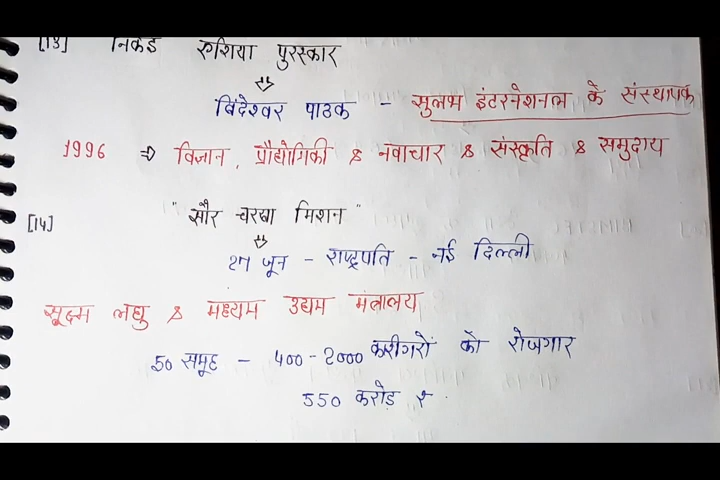 [13] निकेई एशिया पुरस्कार
⇓
बिंदेश्वर पाठक - सुलभ इंटरनेशनल के संस्थापक
1996 ⇒ विज्ञान, प्रौद्योगिकी & नवाचार & संस्कृति & समुदाय
[14] "सौर चरखा मिशन"
⇓
27 जून - राष्ट्रपति - नई दिल्ली
सूक्ष्म लघु & मध्यम उद्यम मंत्रालय
50 समूह - 400-2000 कारीगरों को रोजगार
550 करोड़ ₹